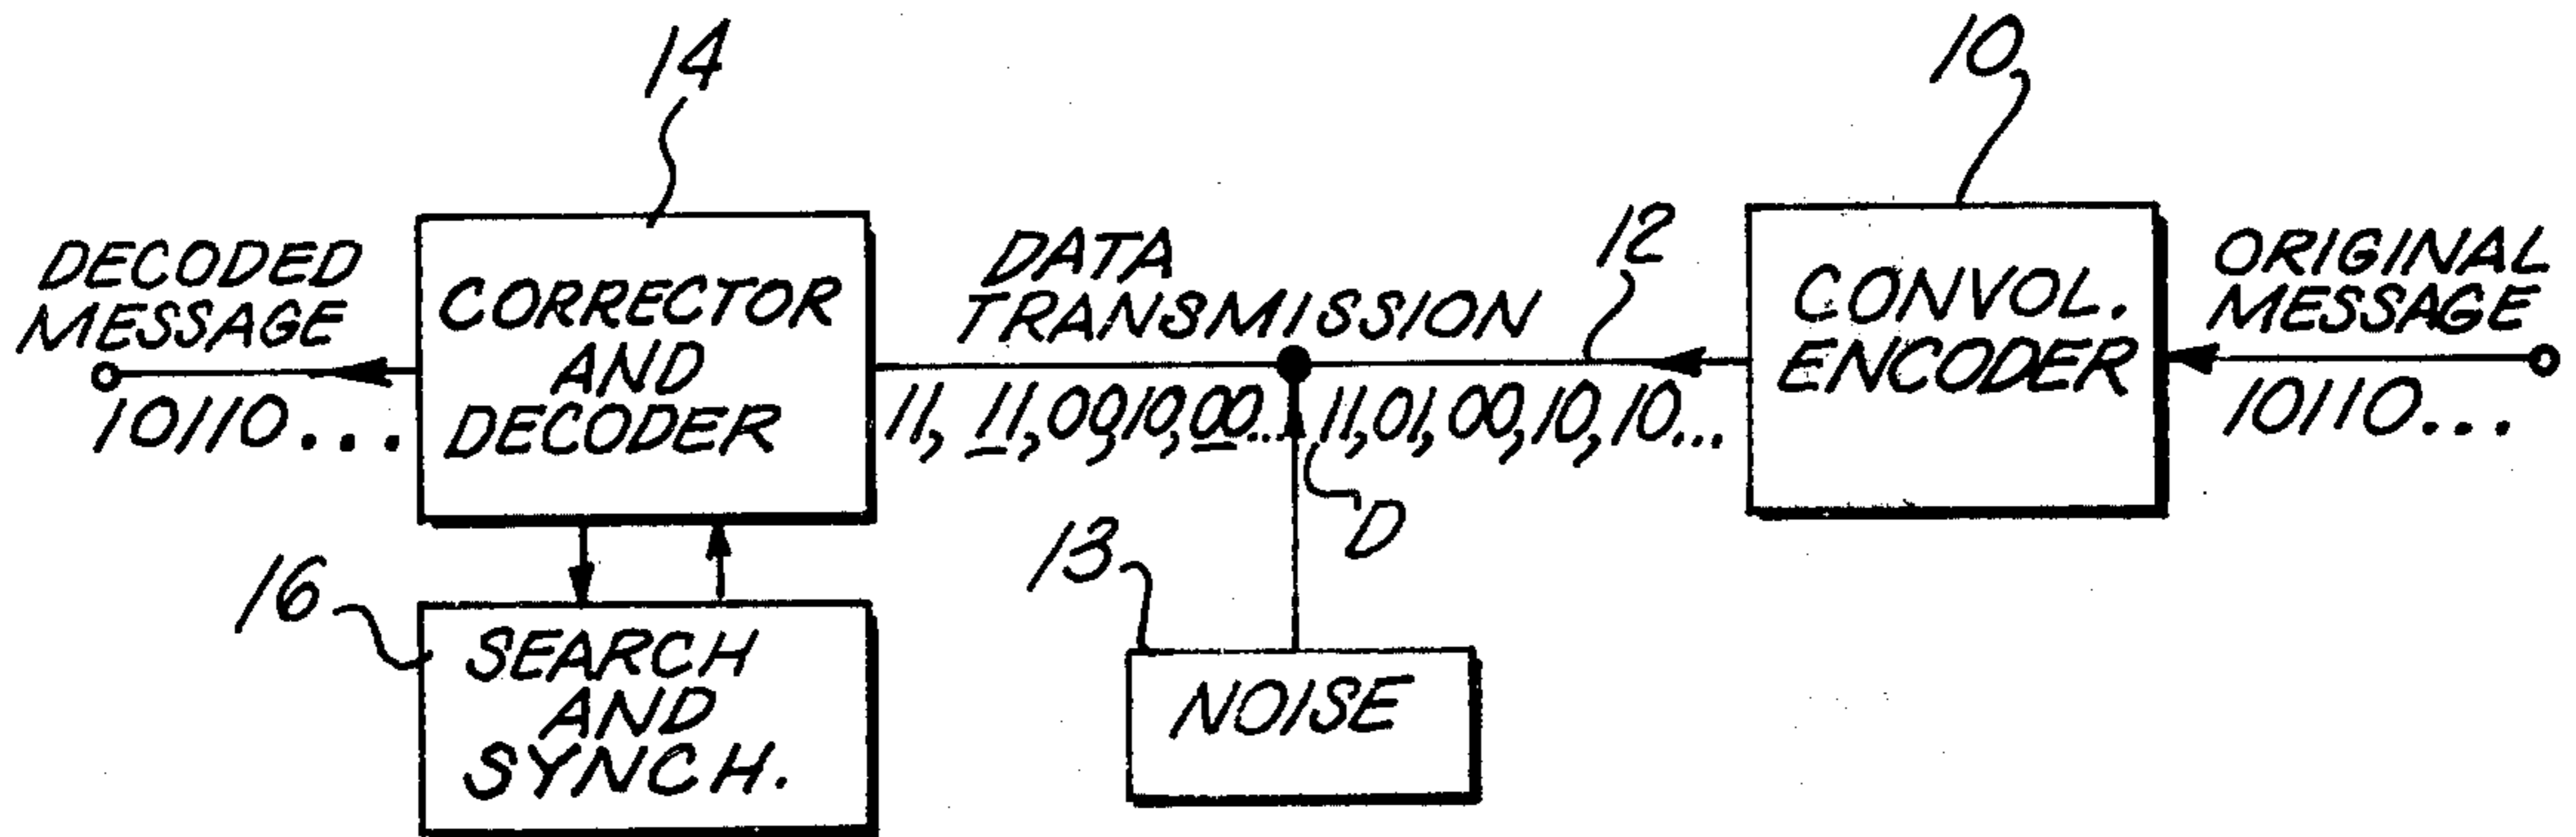 14
10
DECODED
MESSAGE
10110...
CORRECTOR
AND
DECODER
DATA
TRANSMISSION
12
11, 11,00,10,00... 11,01,00,10,10...
D
CONVOL.
ENCODER
ORIGINAL
MESSAGE
10110...
16
SEARCH
AND
SYNCH.
13
NOISE